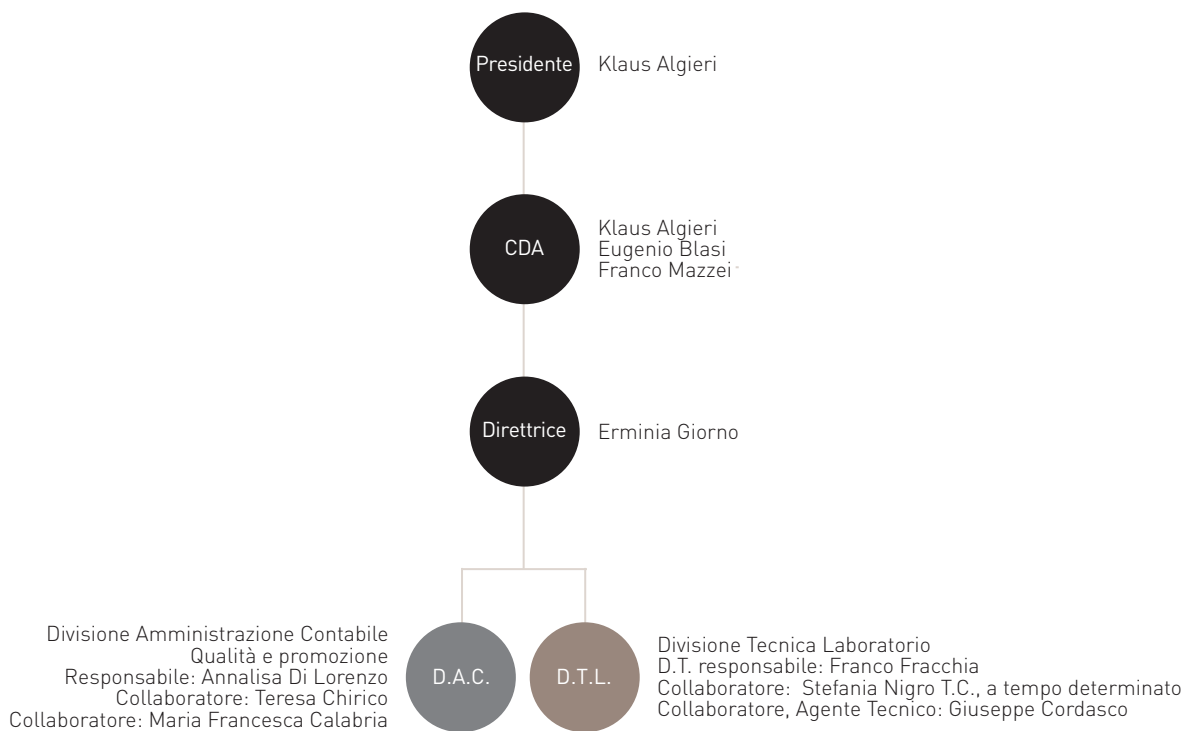 Presidente
Klaus Algieri
CDA
Klaus Algieri
Eugenio Blasi
Franco Mazzei
Direttrice
Erminia Giorno
Divisione Amministrazione Contabile
Qualità e promozione
Responsabile: Annalisa Di Lorenzo
Collaboratore: Teresa Chirico
Collaboratore: Maria Francesca Calabria
D.A.C.
D.T.L.
Divisione Tecnica Laboratorio
D.T. responsabile: Franco Fracchia
Collaboratore: Stefania Nigro T.C., a tempo determinato
Collaboratore, Agente Tecnico: Giuseppe Cordasco